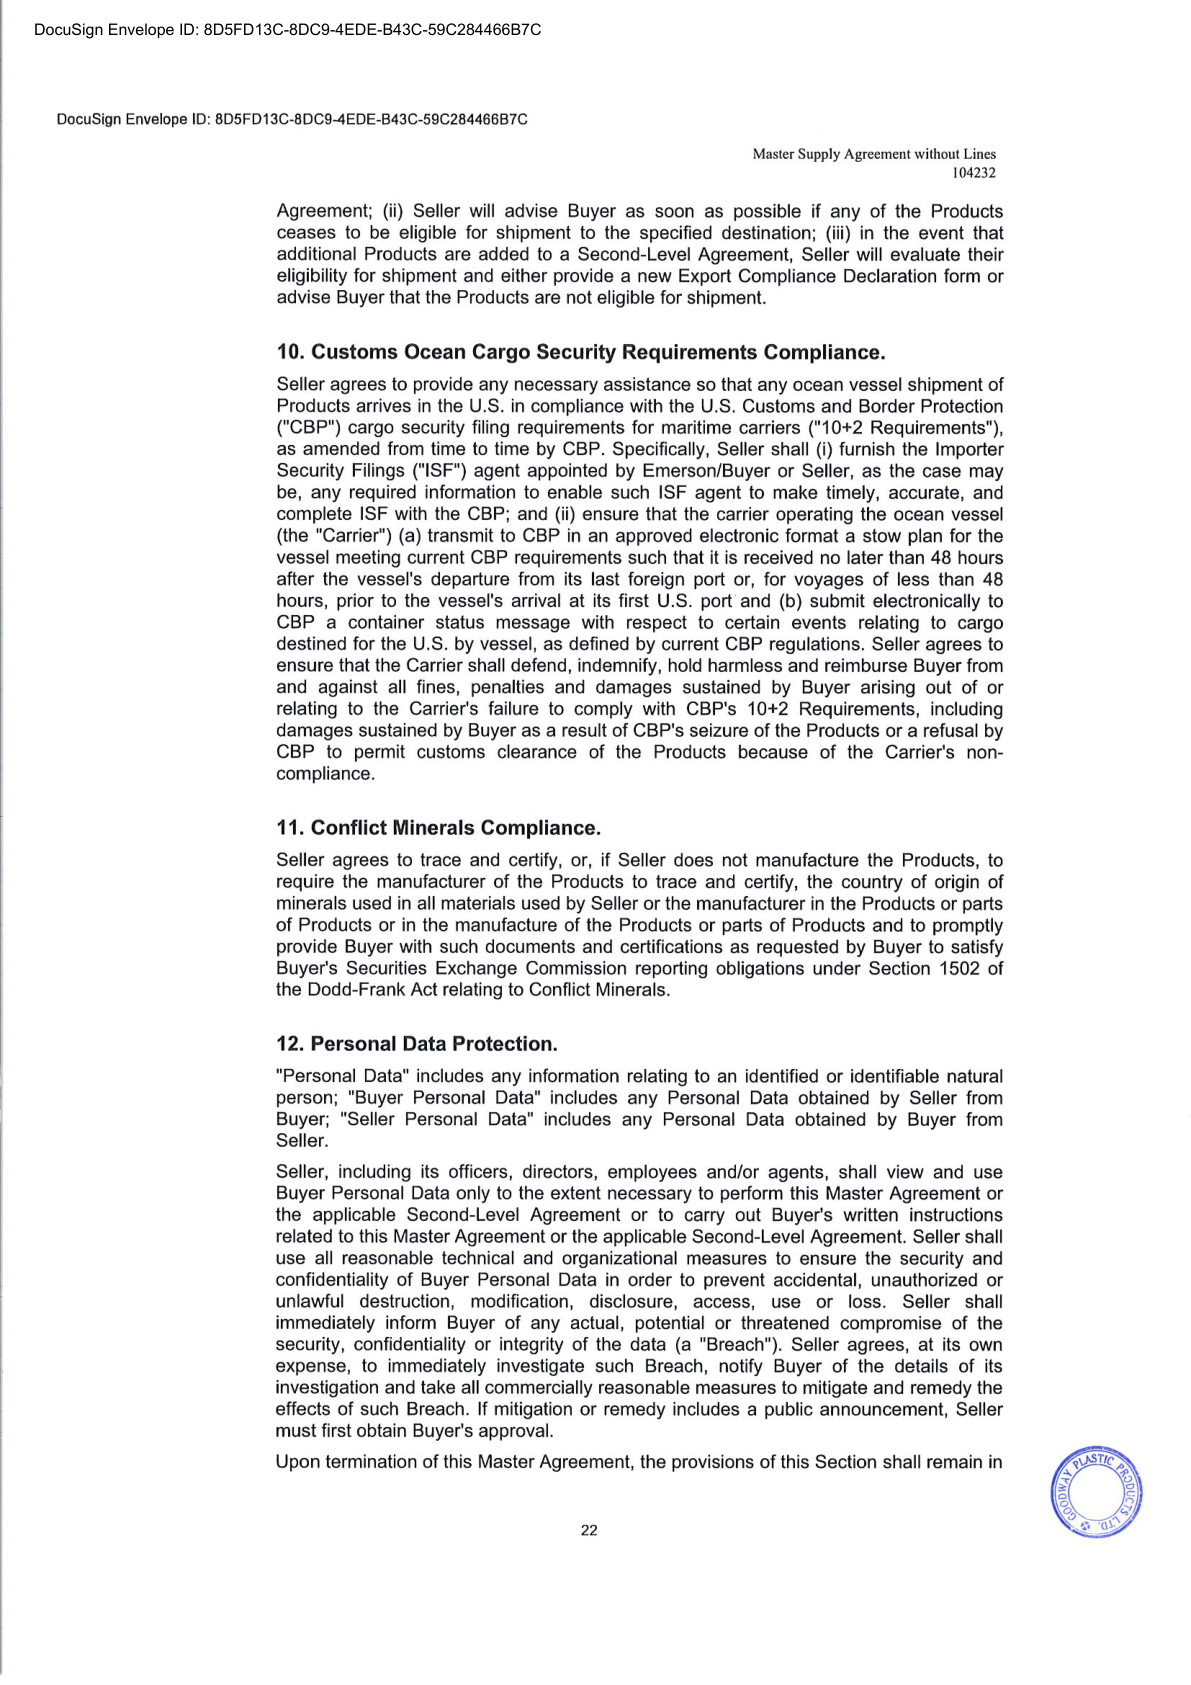 DocuSign Envelope ID: 8D5FD13C-8DC9-4EDE-B43C-59C284466B7C
DocuSign Envelope ID: 8D5FD13C-8DC9-4EDE-B43C-59C284466B7C
Master Supply Agreement without Lines
104232
Agreement; (ii) Seller will advise Buyer as soon as possible if any of the Products
ceases to be eligible for shipment to the specified destination; (iii) in the event that
additional Products are added to a Second-Level Agreement, Seller will evaluate their
eligibility for shipment and either provide a new Export Compliance Declaration form or
advise Buyer that the Products are not eligible for shipment.
10. Customs Ocean Cargo Security Requirements Compliance.
Seller agrees to provide any necessary assistance so that any ocean vessel shipment of
Products arrives in the U.S. in compliance with the U.S. Customs and Border Protection
("CBP") cargo security filing requirements for maritime carriers ("10+2 Requirements"),
as amended from time to time by CBP. Specifically, Seller shall (i) furnish the Importer
Security Filings ("ISF") agent appointed by Emerson/Buyer or Seller, as the case may
be, any required information to enable such ISF agent to make timely, accurate, and
complete ISF with the CBP; and (ii) ensure that the carrier operating the ocean vessel
(the "Carrier") (a) transmit to CBP in an approved electronic format a stow plan for the
vessel meeting current CBP requirements such that it is received no later than 48 hours
after the vessel's departure from its last foreign port or, for voyages of less than 48
hours, prior to the vessel's arrival at its first U.S. port and (b) submit electronically to
CBP a container status message with respect to certain events relating to cargo
destined for the U.S. by vessel, as defined by current CBP regulations. Seller agrees to
ensure that the Carrier shall defend, indemnify, hold harmless and reimburse Buyer from
and against all fines, penalties and damages sustained by Buyer arising out of or
relating to the Carrier's failure to comply with CBP's 10+2 Requirements, including
damages sustained by Buyer as a result of CBP's seizure of the Products or a refusal by
CBP to permit customs clearance of the Products because of the Carrier's non-
compliance.
11. Conflict Minerals Compliance.
Seller agrees to trace and certify, or, if Seller does not manufacture the Products, to
require the manufacturer of the Products to trace and certify, the country of origin of
minerals used in all materials used by Seller or the manufacturer in the Products or parts
of Products or in the manufacture of the Products or parts of Products and to promptly
provide Buyer with such documents and certifications as requested by Buyer to satisfy
Buyer's Securities Exchange Commission reporting obligations under Section 1502 of
the Dodd-Frank Act relating to Conflict Minerals.
12. Personal Data Protection.
"Personal Data" includes any information relating to an identified or identifiable natural
person; "Buyer Personal Data" includes any Personal Data obtained by Seller from
Buyer; "Seller Personal Data" includes any Personal Data obtained by Buyer from
Seller.
Seller, including its officers, directors, employees and/or agents, shall view and use
Buyer Personal Data only to the extent necessary to perform this Master Agreement or
the applicable Second-Level Agreement or to carry out Buyer's written instructions
related to this Master Agreement or the applicable Second-Level Agreement. Seller shall
use all reasonable technical and organizational measures to ensure the security and
confidentiality of Buyer Personal Data in order to prevent accidental, unauthorized or
unlawful destruction, modification, disclosure, access, use or loss. Seller shall
immediately inform Buyer of any actual, potential or threatened compromise of the
security, confidentiality or integrity of the data (a "Breach"). Seller agrees, at its own
expense, to immediately investigate such Breach, notify Buyer of the details of its
investigation and take all commercially reasonable measures to mitigate and remedy the
effects of such Breach. If mitigation or remedy includes a public announcement, Seller
must first obtain Buyer's approval.
Upon termination of this Master Agreement, the provisions of this Section shall remain in
GOODWAY PLASTIC PRODUCTS LTD.
22